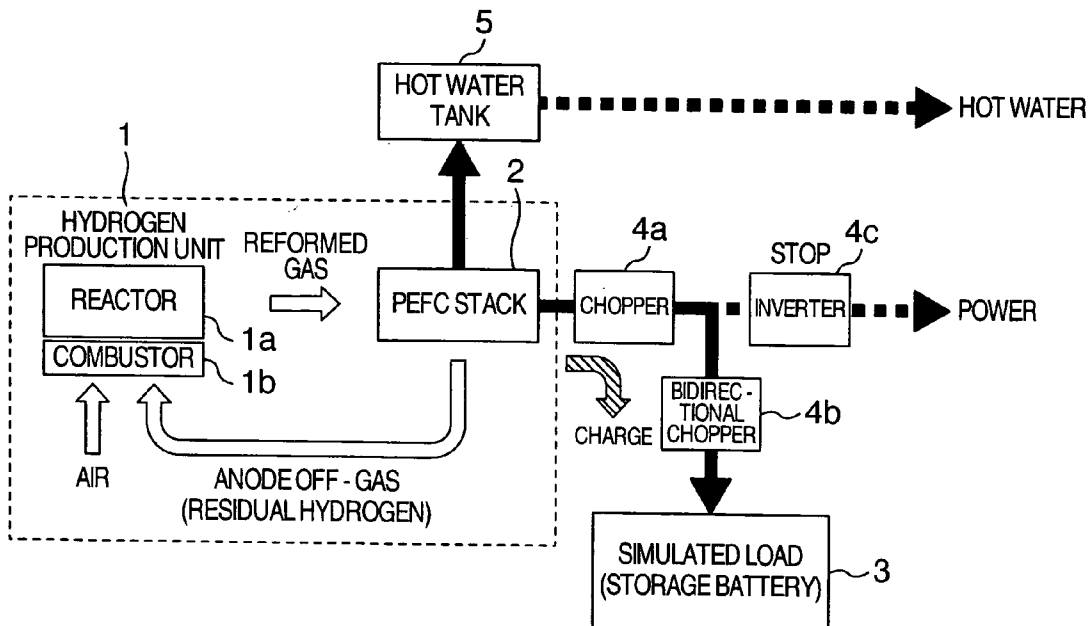 5
HOT WATER
TANK
HOT WATER
1
2
HYDROGEN
PRODUCTION UNIT
REFORMED
GAS
4a
STOP
4c
REACTOR
PEFC STACK
CHOPPER
INVERTER
POWER
1a
COMBUSTOR
1b
BIDIREC -
TIONAL
CHOPPER
4b
CHARGE
AIR
ANODE OFF - GAS
(RESIDUAL HYDROGEN)
SIMULATED LOAD
(STORAGE BATTERY)
3